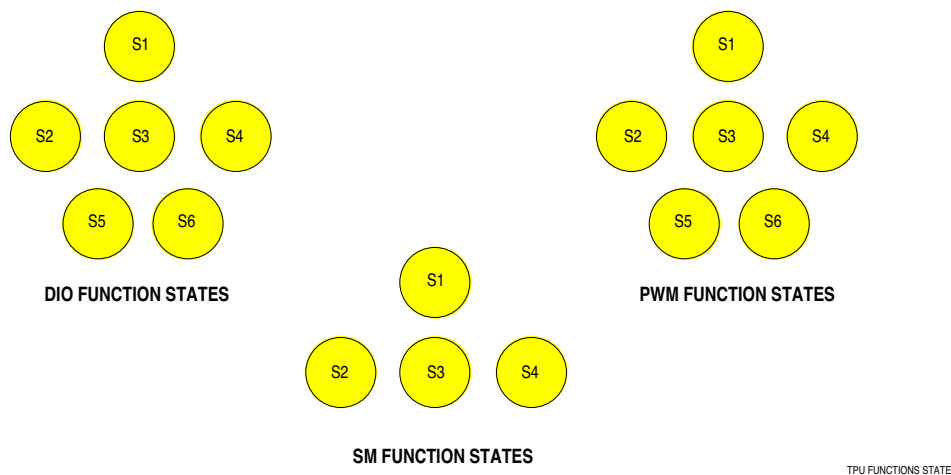 S1
S2 S3 S4
S5 S6
DIO FUNCTION STATES
S1
S2 S3 S4
S5 S6
PWM FUNCTION STATES
S1
S2 S3 S4
SM FUNCTION STATES
TPU FUNCTIONS STATE